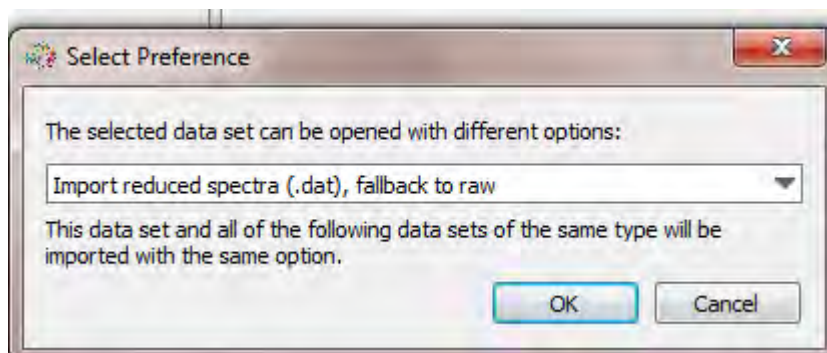 Select Preference
The selected data set can be opened with different options:
Import reduced spectra (.dat), fallback to raw
This data set and all of the following data sets of the same type will be
imported with the same option.
OK Cancel